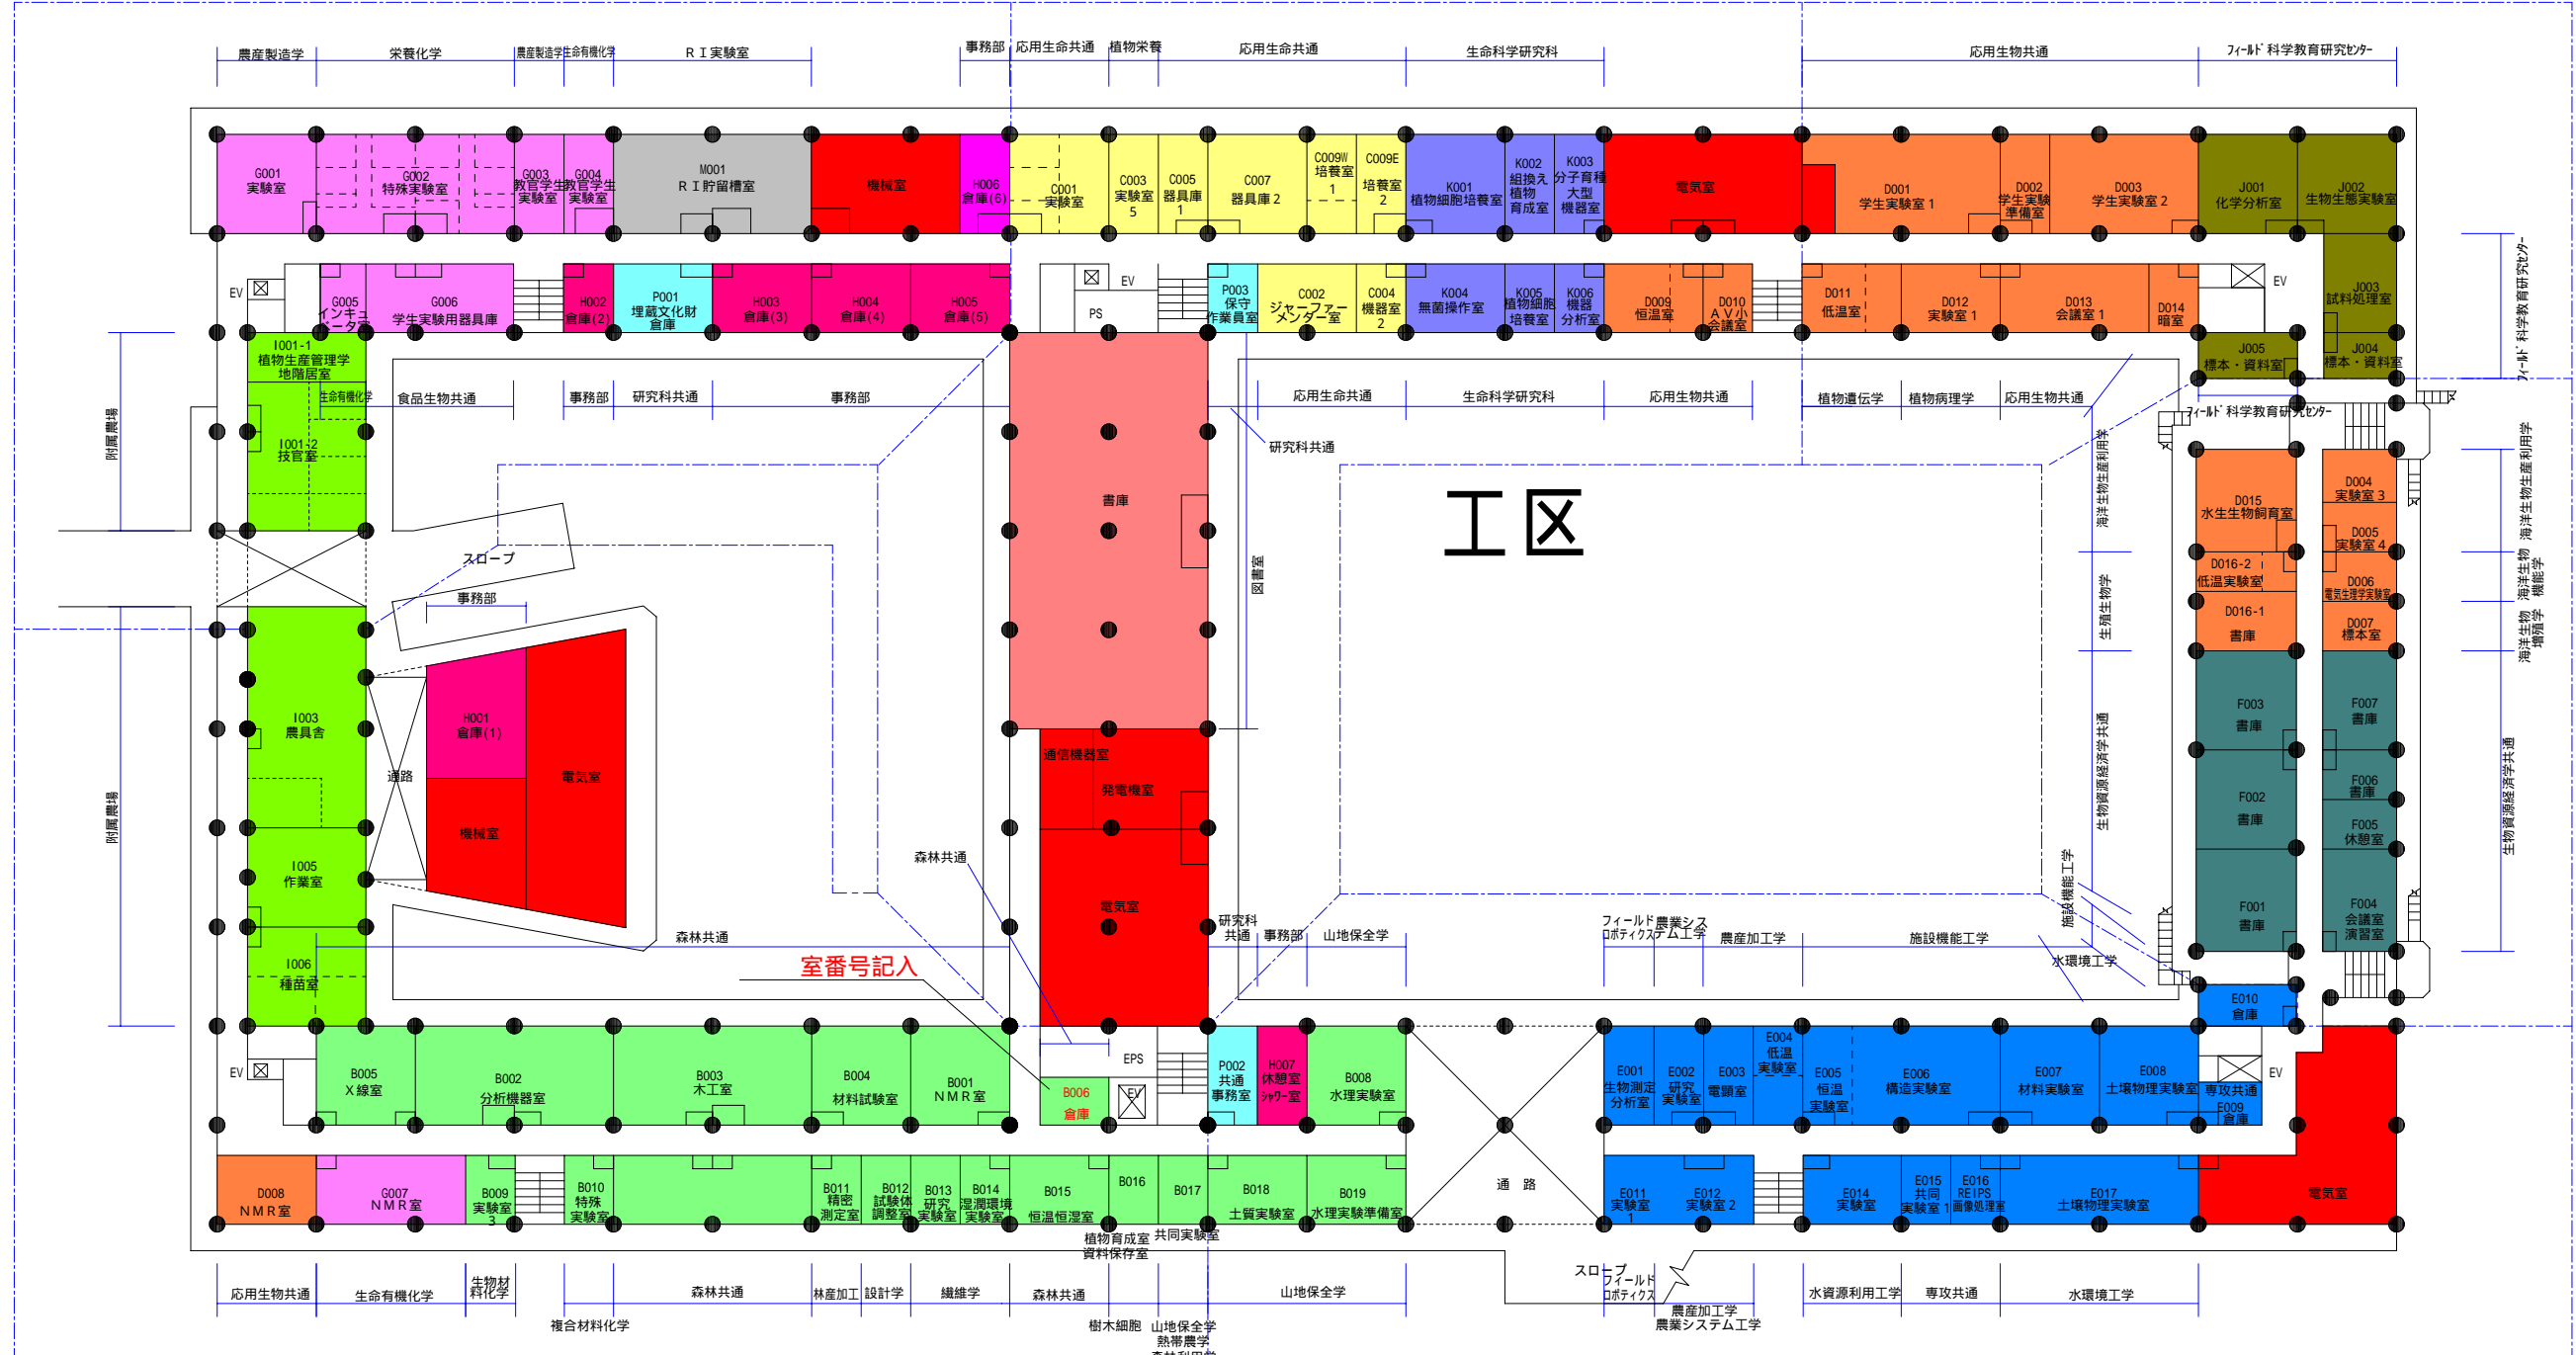 農産製造学
栄養化学
農産製造学
生命有機化学
ＲＩ実験室
事務部
応用生命共通
植物栄養
応用生命共通
生命科学研究科
応用生物共通
フィールド科学教育研究センター
G001
実験室
G002
特殊実験室
G003
教官学生
実験室
G004
教官学生
実験室
M001
ＲＩ貯留槽室
機械室
H006
倉庫(6)
C001
実験室
C003
実験室
5
C005
器具庫
1
C007
器具庫２
C009W
培養室
1
C009E
培養室
2
K001
植物細胞培養室
K002
組換え
植物
育成室
K003
分子育種
大型
機器室
電気室
D001
学生実験室１
D002
学生実験
準備室
D003
学生実験室２
J001
化学分析室
J002
生物生態実験室
EV
G005
インキュ
ベータ室
G006
学生実験用器具庫
H002
倉庫(2)
P001
埋蔵文化財
倉庫
H003
倉庫(3)
H004
倉庫(4)
H005
倉庫(5)
EV
PS
P003
保守
作業員室
C002
ジャーファー
メンター室
C004
機器室
2
K004
無菌操作室
K005
植物細胞
培養室
K006
機器
分析室
D009
恒温室
D010
ＡＶ小
会議室
D011
低温室
D012
実験室１
D013
会議室１
D014
暗室
EV
J003
試料処理室
J005
標本・資料室
J004
標本・資料室
フィールド科学教育研究センター
I001-1
植物生産管理学
地階居室
生命有機化学
食品生物共通
事務部
研究科共通
事務部
応用生命共通
生命科学研究科
応用生物共通
植物遺伝学
植物病理学
応用生物共通
フィールド科学教育研究センター
附属農場
I001-2
技官室
研究科共通
書庫
工区
海洋生物生産利用学
D015
水生生物飼育室
D004
実験室３
D005
実験室４
海洋生物生産利用学
スロープ
事務部
図書室
生殖生物学
D016-2
低温実験室
D016-1
書庫
D006
電気生理学実験室
D007
標本室
海洋生物
機能学
海洋生物
増殖学
I003
農具舎
H001
倉庫(1)
通路
電気室
機械室
附属農場
通信機器室
発電機室
電気室
生物資源経済学共通
F003
書庫
F007
書庫
F002
書庫
F006
書庫
F005
休憩室
F001
書庫
F004
会議室
演習室
生物資源経済学共通
I005
作業室
I006
種苗室
森林共通
森林共通
室番号記入
研究科
共通
事務部
山地保全学
フィールド
ロボティクス
農業シス
テム工学
農産加工学
施設機能工学
施設機能工学
水環境工学
E010
倉庫
EV
B005
Ｘ線室
B002
分析機器室
B003
木工室
B004
材料試験室
B001
ＮＭＲ室
B006
倉庫
EPS
EV
P002
共通
事務室
H007
休憩室
シャワー室
B008
水理実験室
E001
生物測定
分析室
E002
研究
実験室
E003
電顕室
E004
低温
実験室
E005
恒温
実験室
E006
構造実験室
E007
材料実験室
E008
土壌物理実験室
専攻共通
E009
倉庫
EV
D008
ＮＭＲ室
G007
ＮＭＲ室
B009
実験室
3
B010
特殊
実験室
B011
精密
測定室
B012
試験体
調整室
B013
研究
実験室
B014
湿潤環境
実験室
B015
恒温恒湿室
B016
B017
B018
土質実験室
B019
水理実験準備室
通 路
E011
実験室
1
E012
実験室２
E014
実験室
E015
共同
実験室１
E016
REIPS
画像処理室
E017
土壌物理実験室
電気室
植物育成室
資料保存室
共同実験室
応用生物共通
生命有機化学
生物材
料化学
複合材料化学
森林共通
林産加工
設計学
繊維学
森林共通
樹木細胞
山地保全学
熱帯農学
山地保全学
スロープ
フィールド
ロボティクス
農産加工学
農業システム工学
水資源利用工学
専攻共通
水環境工学